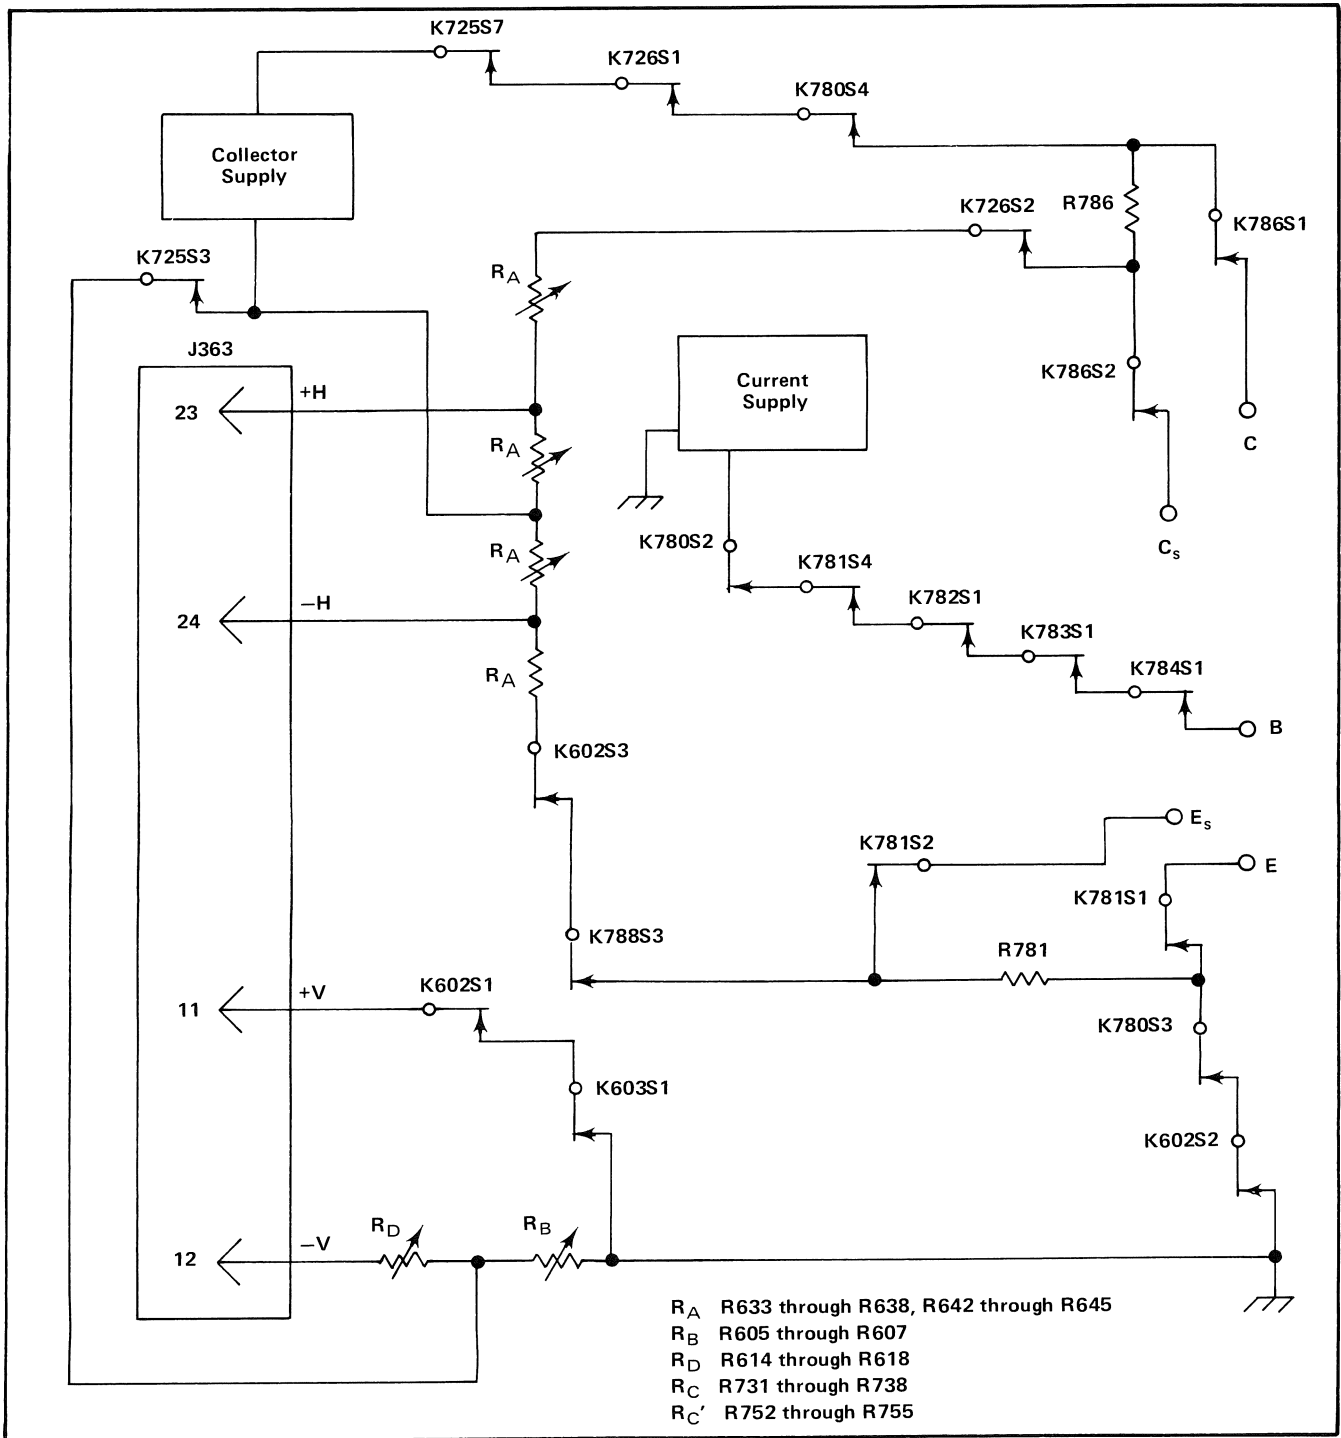 K725S7
K726S1
K780S4
Collector
Supply
K726S2
R786
K786S1
K725S3
RA
J363
K786S2
Current
Supply
23
+H
C
RA
Cs
K780S2
K781S4
RA
K782S1
24
−H
K783S1
K784S1
RA
B
K602S3
Es
K781S2
E
K781S1
K788S3
R781
11
+V
K602S1
K780S3
K603S1
K602S2
12
−V
RD
RB
RA R633 through R638, R642 through R645
RB R605 through R607
RD R614 through R618
RC R731 through R738
RC' R752 through R755